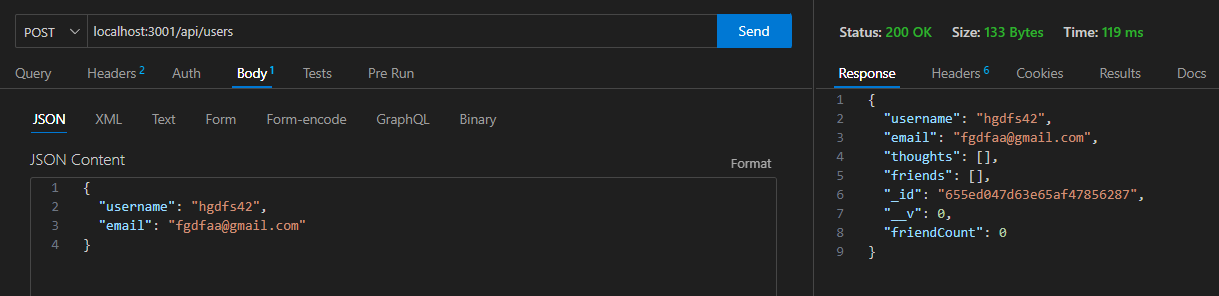 POST localhost:3001/api/users Send
Query Headers 2 Auth Body 1 Tests Pre Run
JSON XML Text Form Form-encode GraphQL Binary
JSON Content Format
1 {
2 "username": "hgdfs42",
3 "email": "fgdfaa@gmail.com"
4 }
Status: 200 OK Size: 133 Bytes Time: 119 ms
Response Headers 6 Cookies Results Docs
1 {
2 "username": "hgdfs42",
3 "email": "fgdfaa@gmail.com",
4 "thoughts": [],
5 "friends": [],
6 "_id": "655ed047d63e65af47856287",
7 "__v": 0,
8 "friendCount": 0
9 }